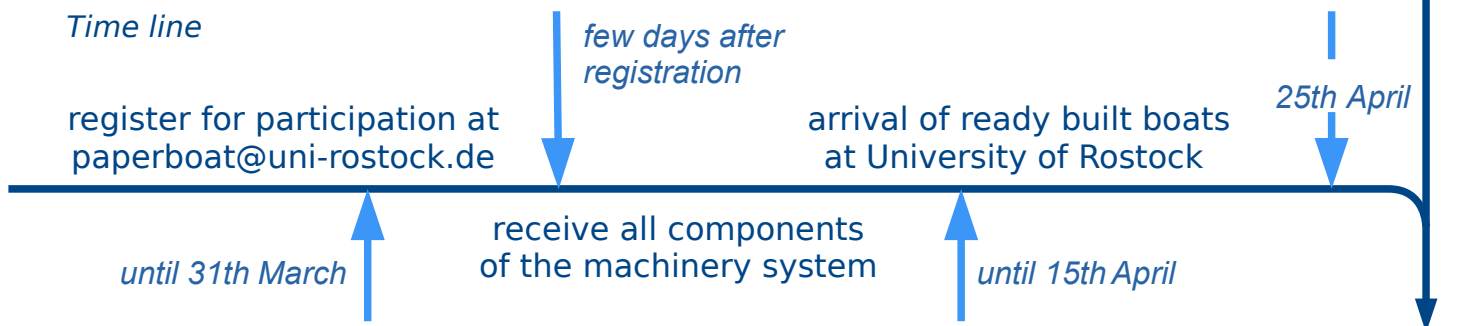 Time line
few days after
registration
25th April
register for participation at
paperboat@uni-rostock.de
arrival of ready built boats
at University of Rostock
receive all components
of the machinery system
until 31th March
until 15th April